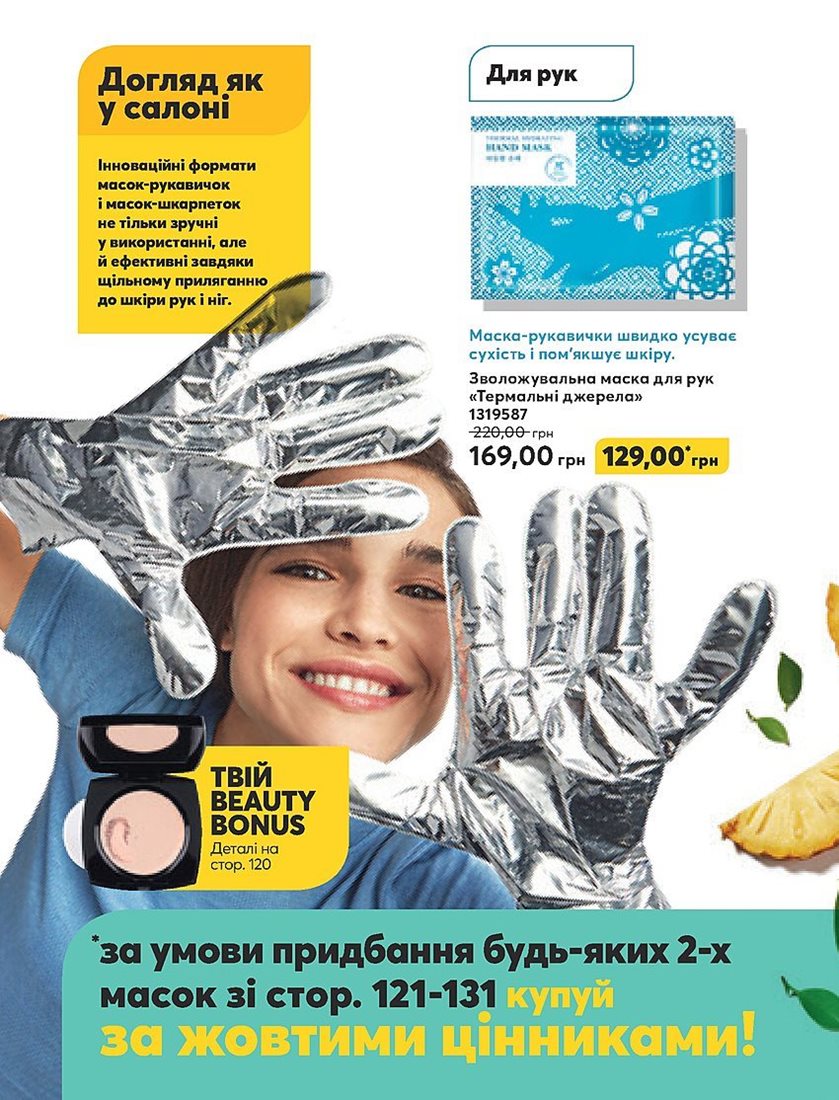 Догляд як
у салоні
Інноваційні формати
масок-рукавичок
і масок-шкарпеток
не тільки зручні
у використанні, але
й ефективні завдяки
щільному приляганню
до шкіри рук і ніг.
Для рук
THERMAL HYDRATING
HAND MASK
Маска-рукавички швидко усуває
сухість і пом’якшує шкіру.
Зволожувальна маска для рук
«Термальні джерела»
1319587
220,00 грн
169,00 грн 129,00* грн
ТВІЙ
BEAUTY
BONUS
Деталі на
стор. 120
*за умови придбання будь-яких 2-х
масок зі стор. 121-131 купуй
за жовтими цінниками!